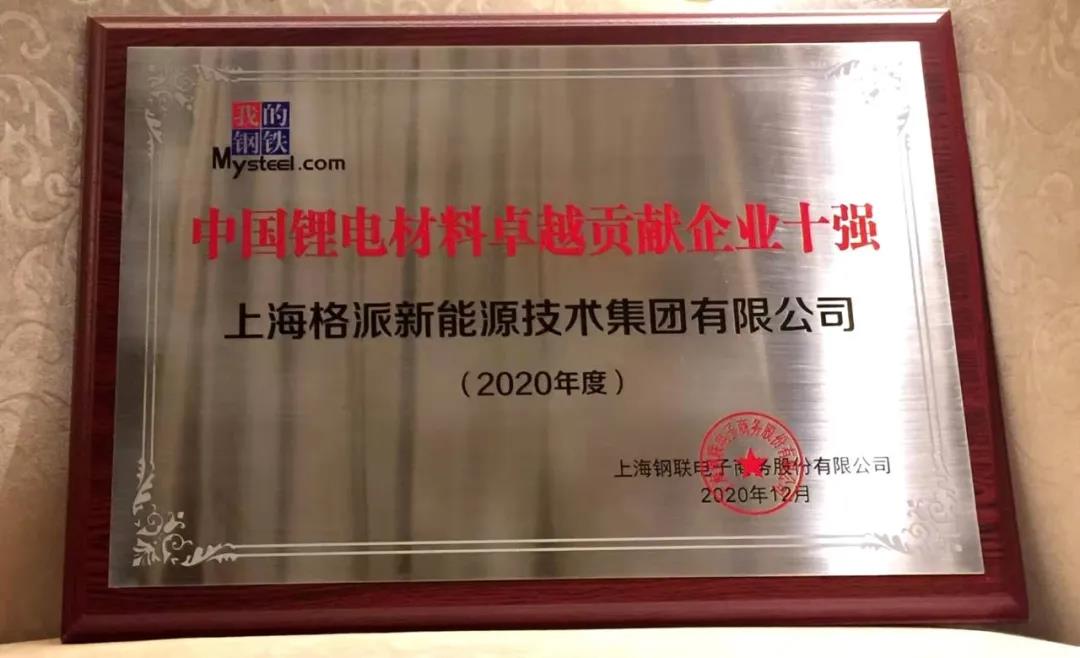 我的
钢铁
Mysteel.com
中国锂电材料卓越贡献企业十强
上海格派新能源技术集团有限公司
（2020年度）
上海钢联电子商务股份有限公司
2020年12月